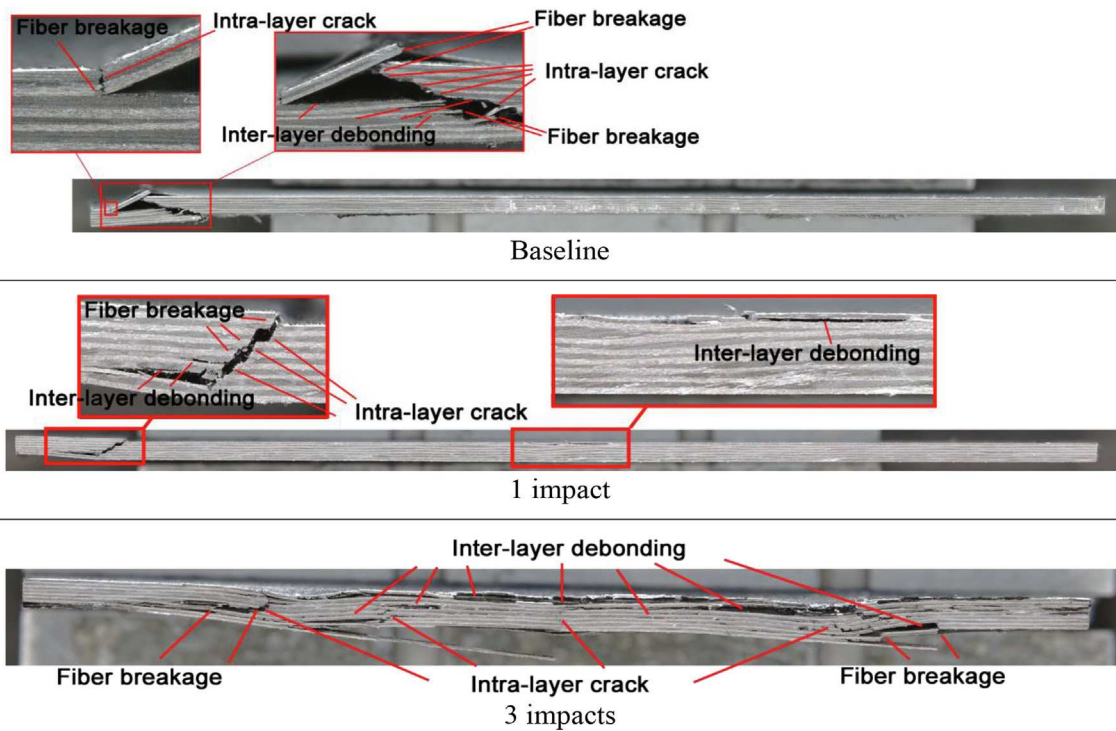 Fiber breakage
Intra-layer crack
Fiber breakage
Intra-layer crack
Inter-layer debonding
Fiber breakage
Baseline
Fiber breakage
Inter-layer debonding
Inter-layer debonding
Intra-layer crack
1 impact
Inter-layer debonding
Fiber breakage
Intra-layer crack
Fiber breakage
3 impacts